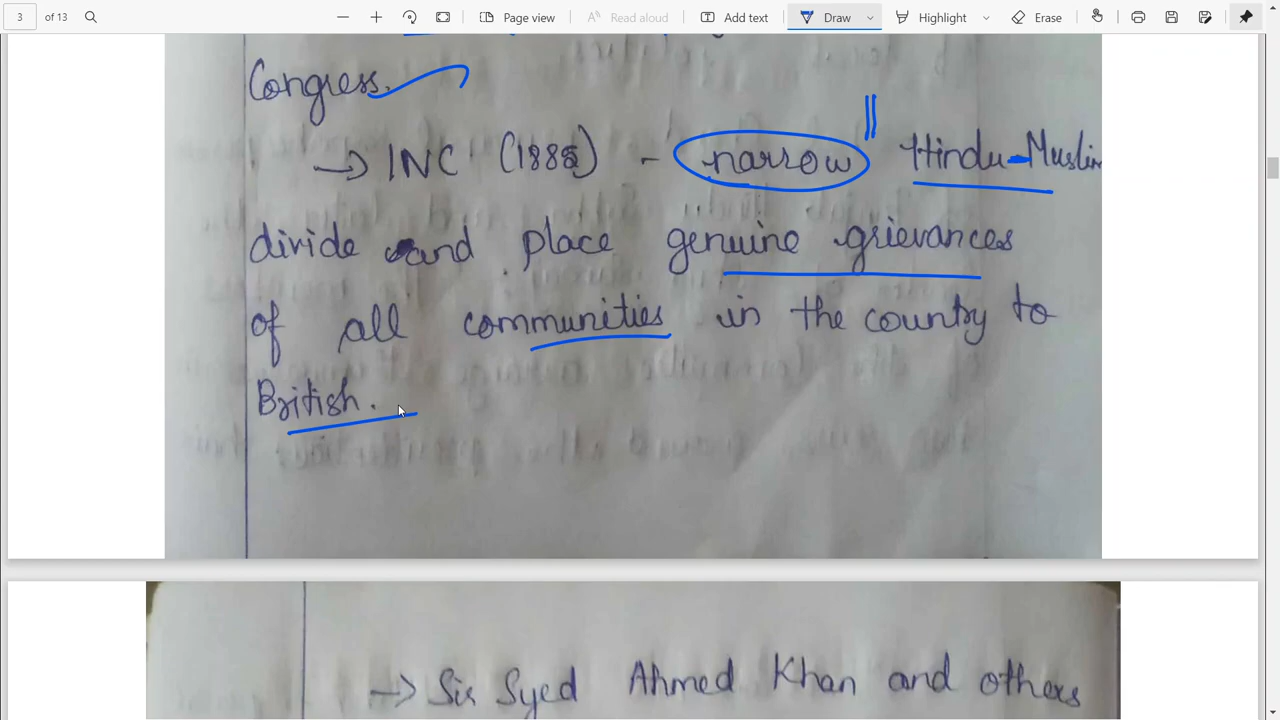 3 of 13 Page view Read aloud Add text Draw Highlight Erase
Congress.
→ INC (1885) - narrow Hindu-Muslim
divide and place genuine grievances
of all communities in the country to
British.
→ Sir Syed Ahmed Khan and others